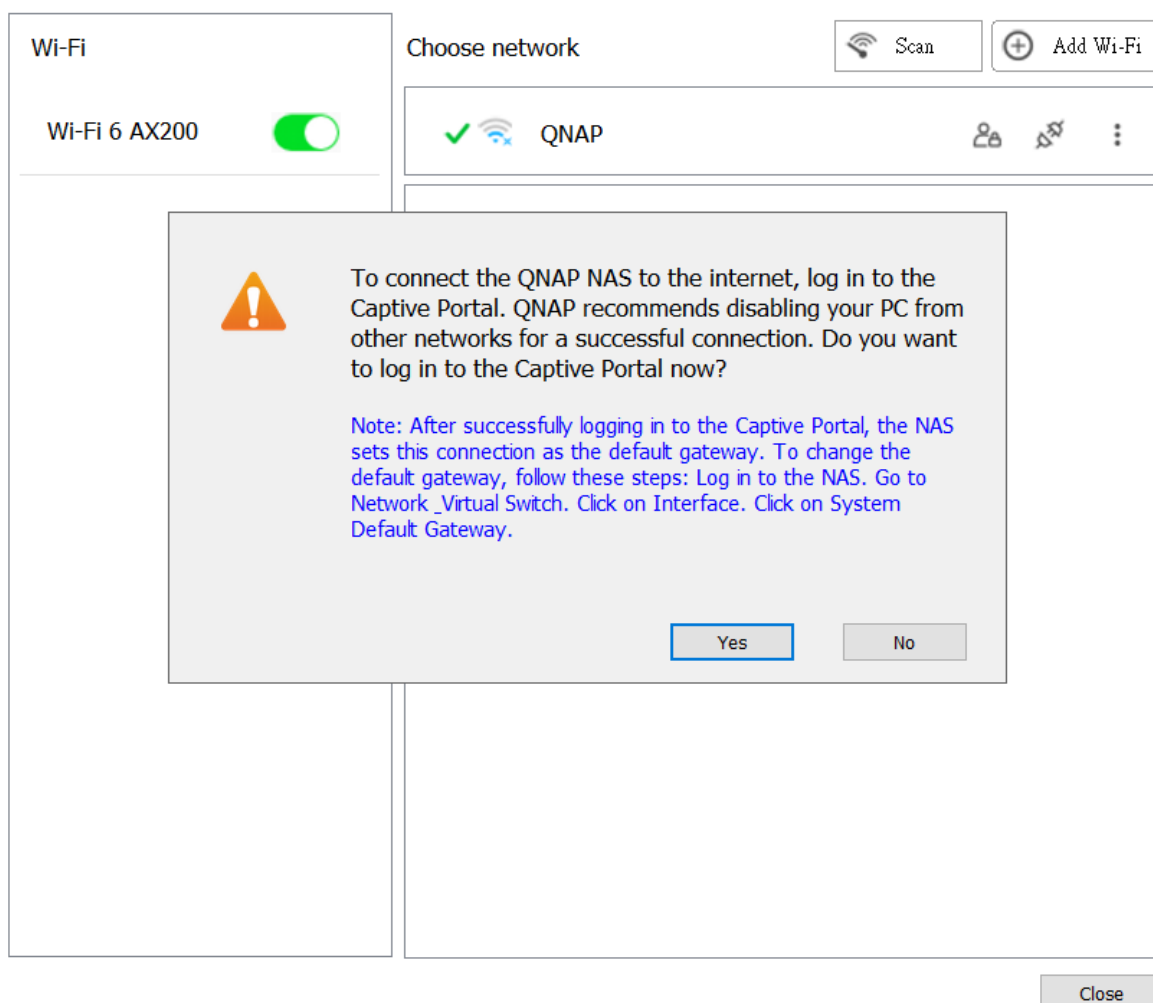 Wi-Fi
Choose network
Scan
Add Wi-Fi
Wi-Fi 6 AX200
QNAP
To connect the QNAP NAS to the internet, log in to the
Captive Portal. QNAP recommends disabling your PC from
other networks for a successful connection. Do you want
to log in to the Captive Portal now?
Note: After successfully logging in to the Captive Portal, the NAS
sets this connection as the default gateway. To change the
default gateway, follow these steps: Log in to the NAS. Go to
Network _Virtual Switch. Click on Interface. Click on System
Default Gateway.
Yes
No
Close